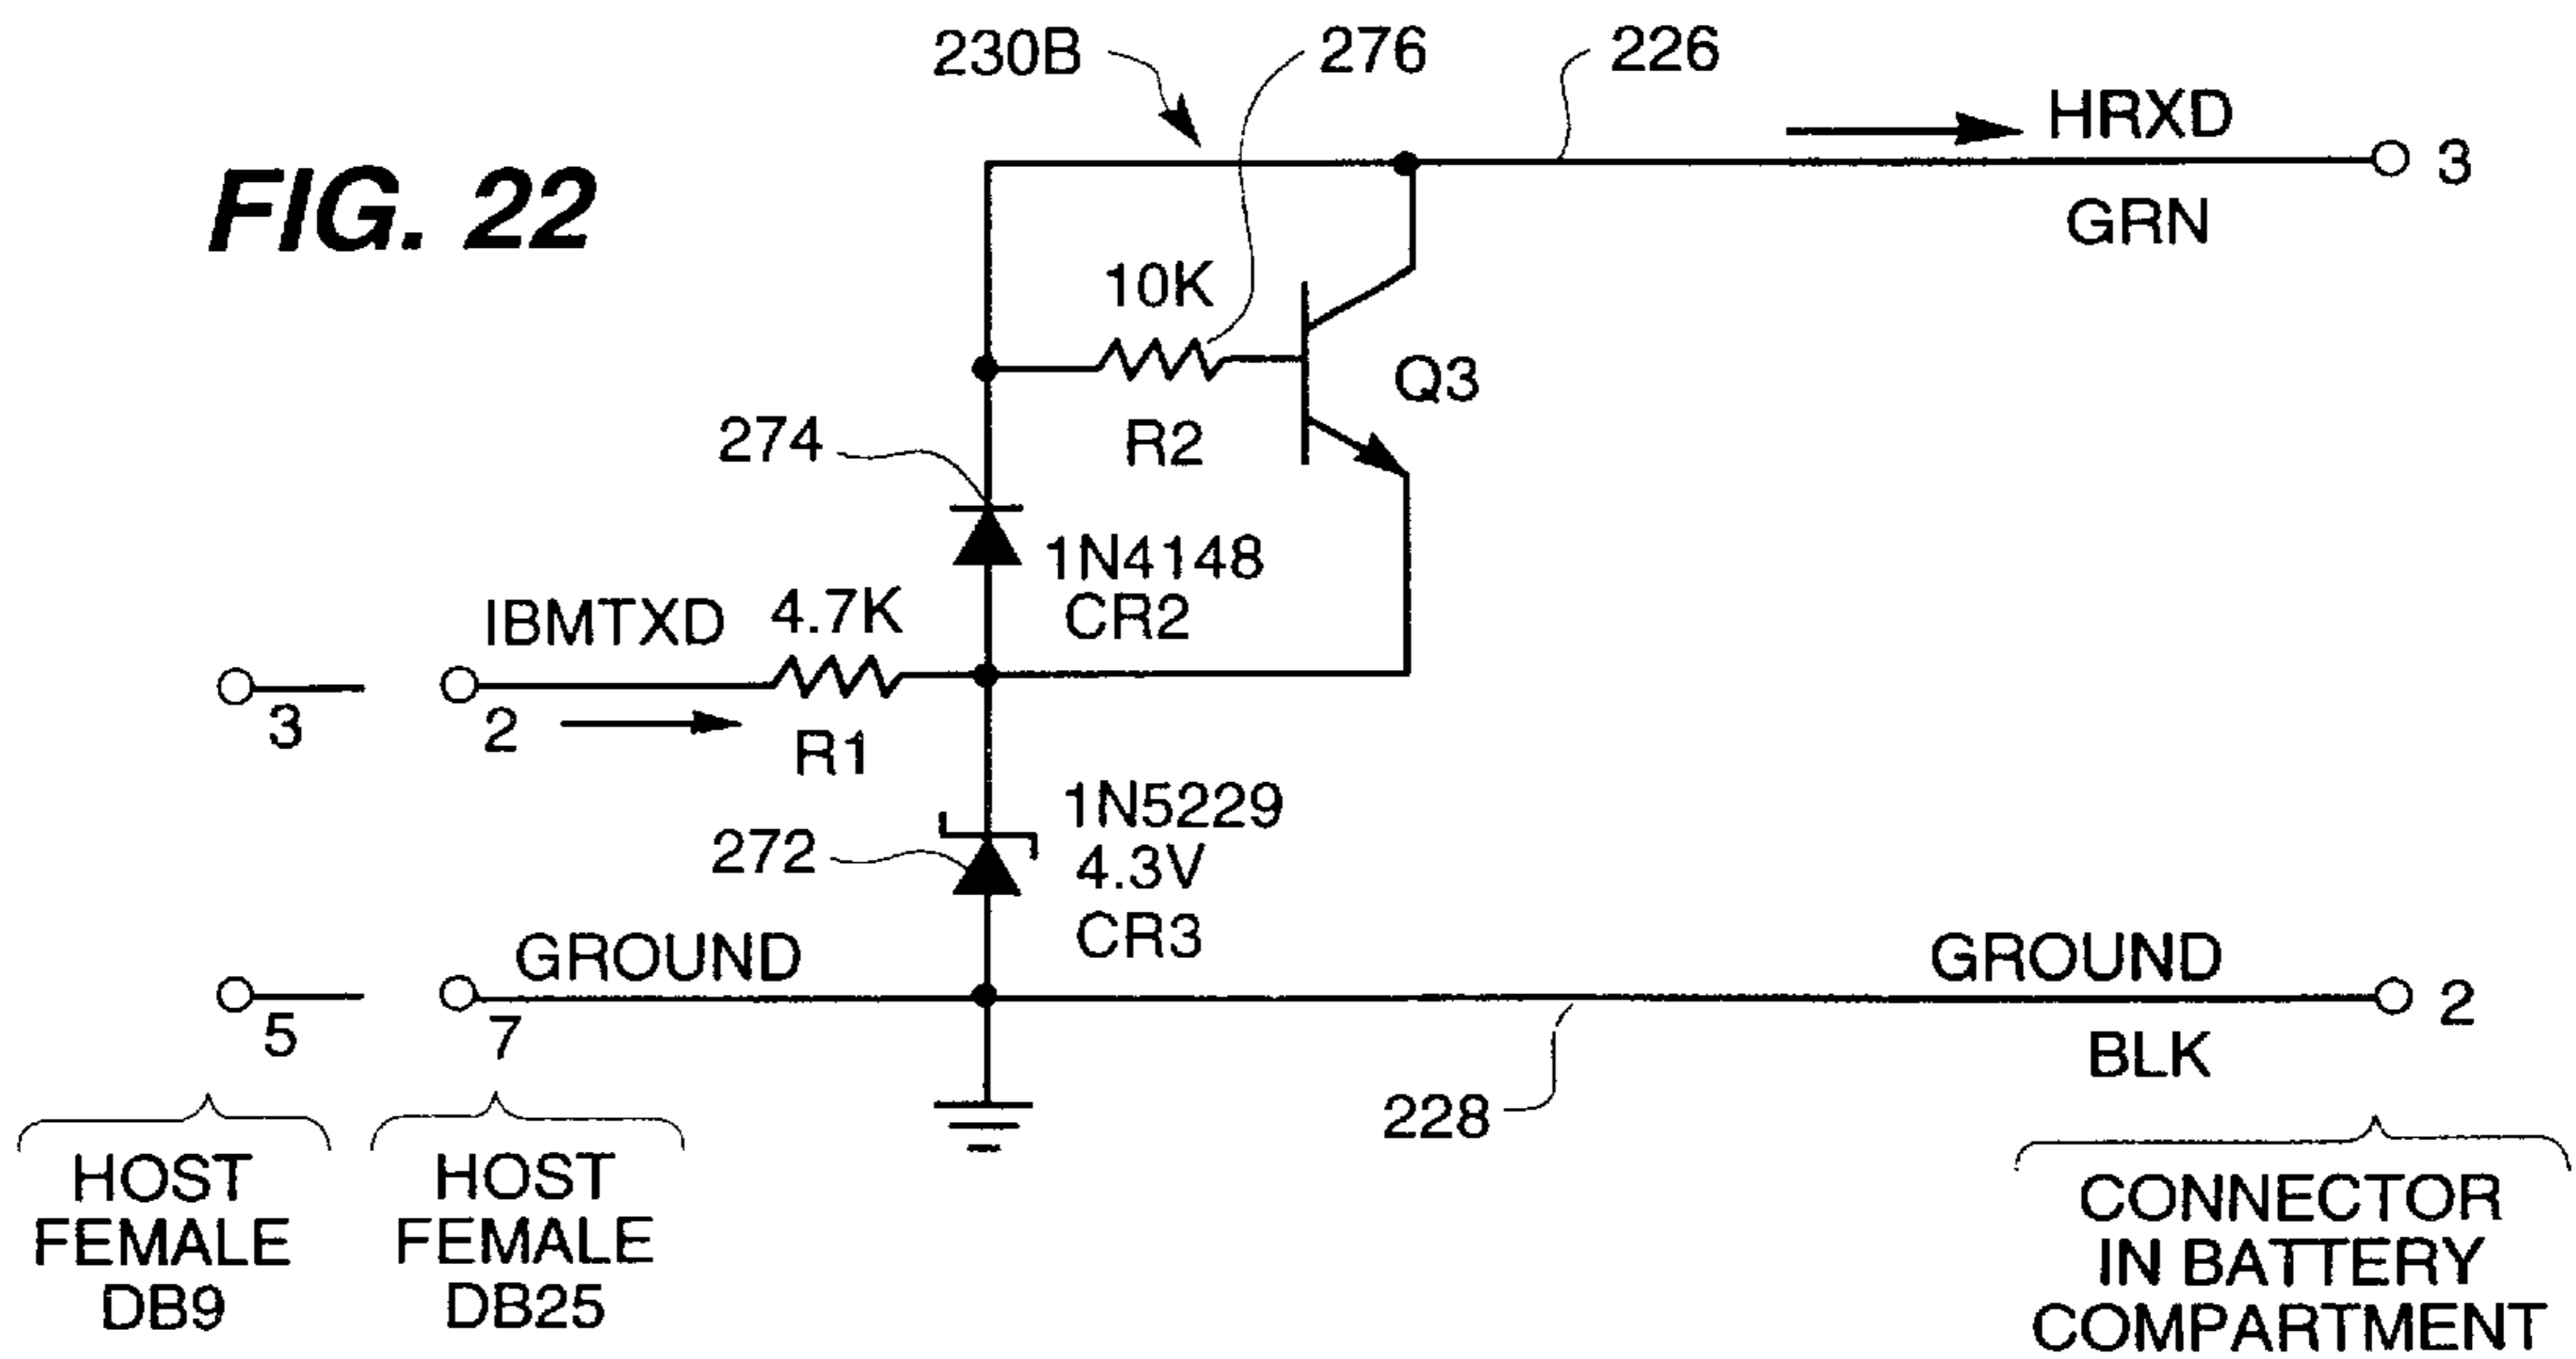 230B
276
226
HRXD
3
GRN
FIG. 22
10K
Q3
R2
274
1N4148
CR2
IBMTXD
4.7K
3
2
R1
1N5229
4.3V
CR3
272
GROUND
GROUND
2
5
7
BLK
228
HOST
FEMALE
DB9
HOST
FEMALE
DB25
CONNECTOR
IN BATTERY
COMPARTMENT